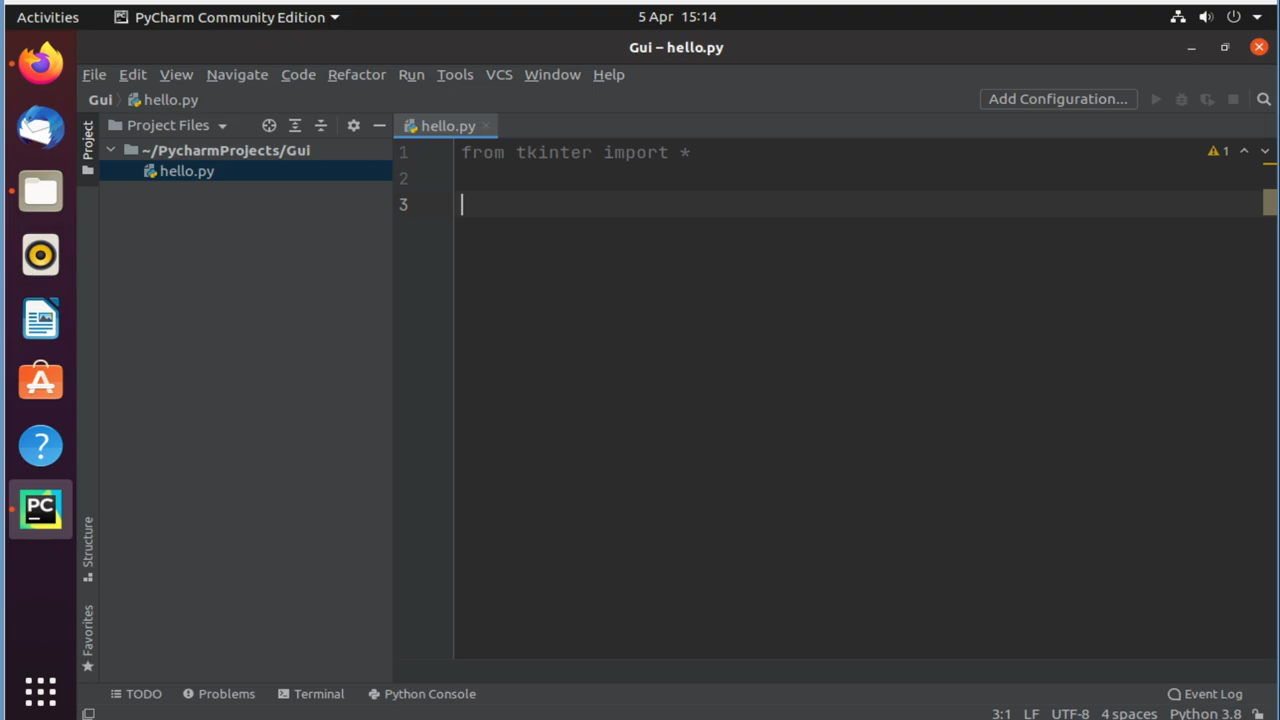 Activities PyCharm Community Edition 5 Apr 15:14
Gui – hello.py
File Edit View Navigate Code Refactor Run Tools VCS Window Help
Gui hello.py Add Configuration...
Project Project Files hello.py
~/PycharmProjects/Gui
hello.py
1 from tkinter import *
2
3
1
PC
Structure
Favorites
TODO Problems Terminal Python Console Event Log
3:1 LF UTF-8 4 spaces Python 3.8